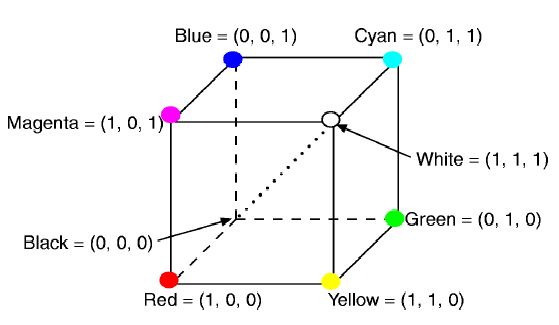 Blue = (0, 0, 1)
Cyan = (0, 1, 1)
Magenta = (1, 0, 1)
White = (1, 1, 1)
Green = (0, 1, 0)
Black = (0, 0, 0)
Red = (1, 0, 0)
Yellow = (1, 1, 0)